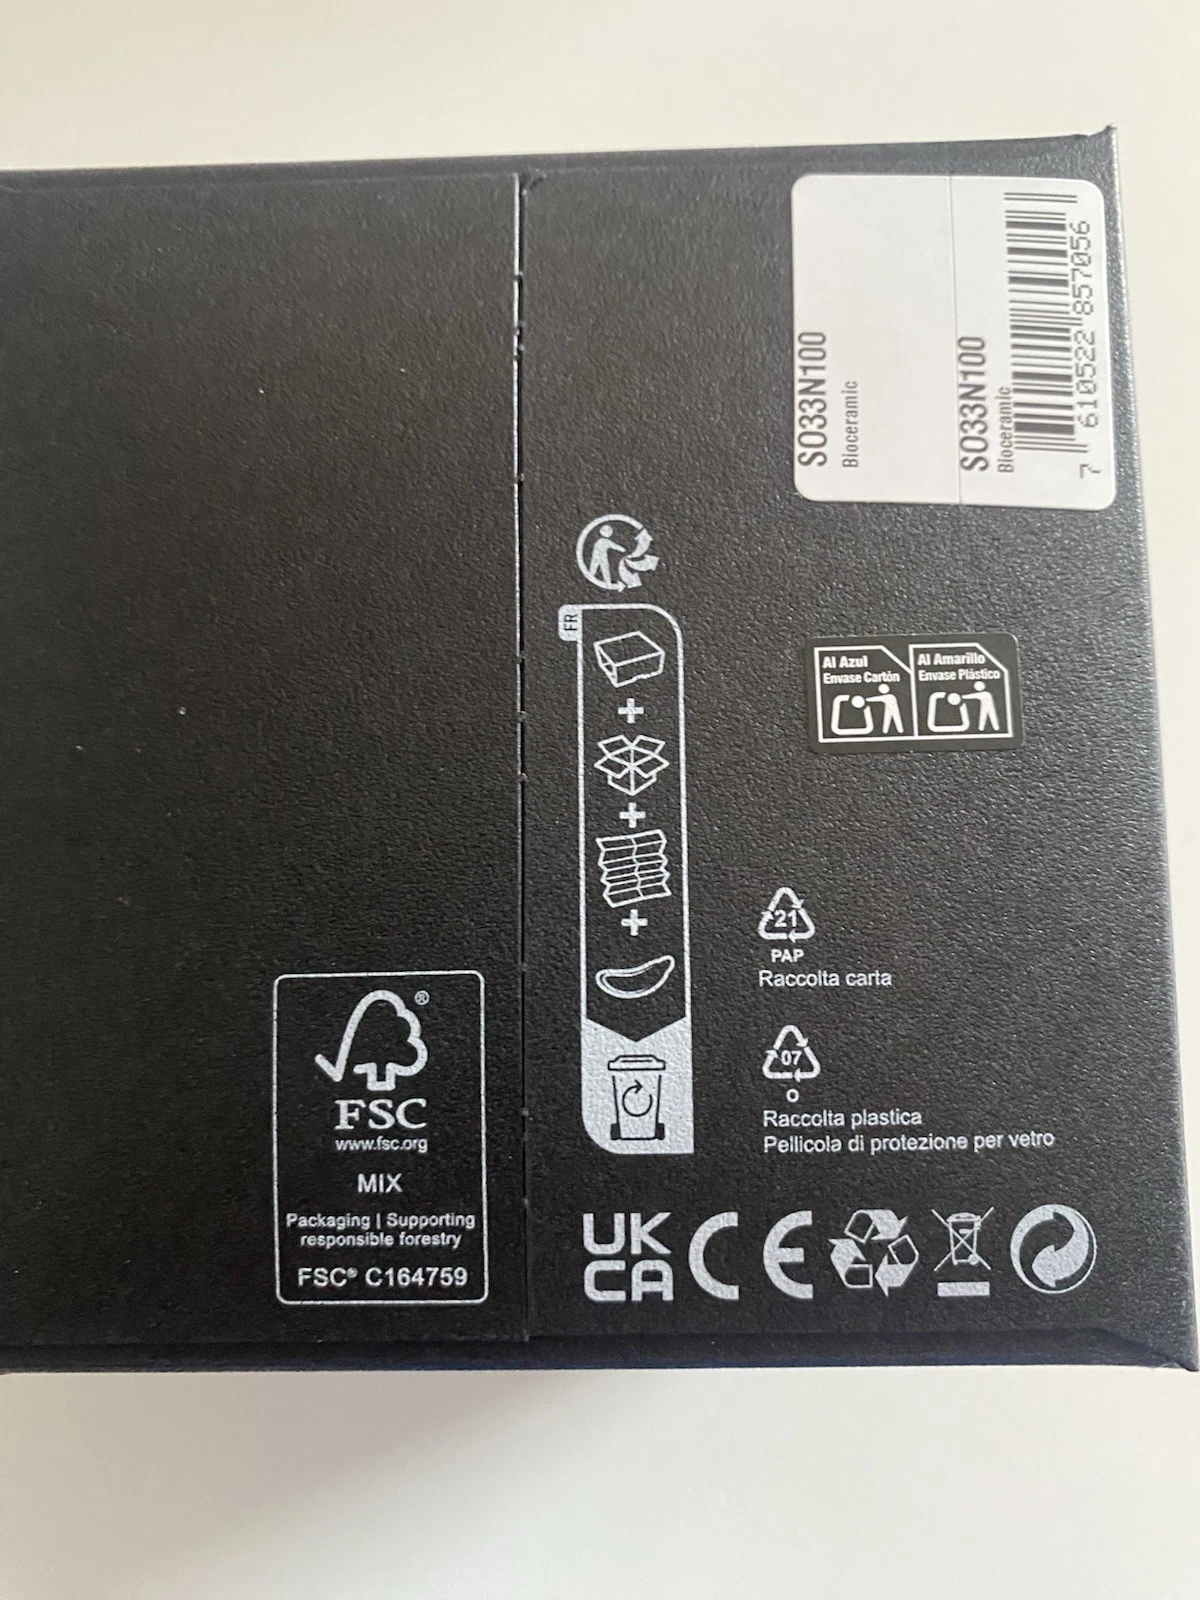 SO33N100
Bioceramic
SO33N100
Bioceramic
7 610522 857056
FR
Al Azul
Envase Cartón
Al Amarillo
Envase Plástico
21
PAP
Raccolta carta
07
O
Raccolta plastica
Pellicola di protezione per vetro
®
FSC
www.fsc.org
MIX
Packaging | Supporting
responsible forestry
FSC® C164759
UK
CA
CE